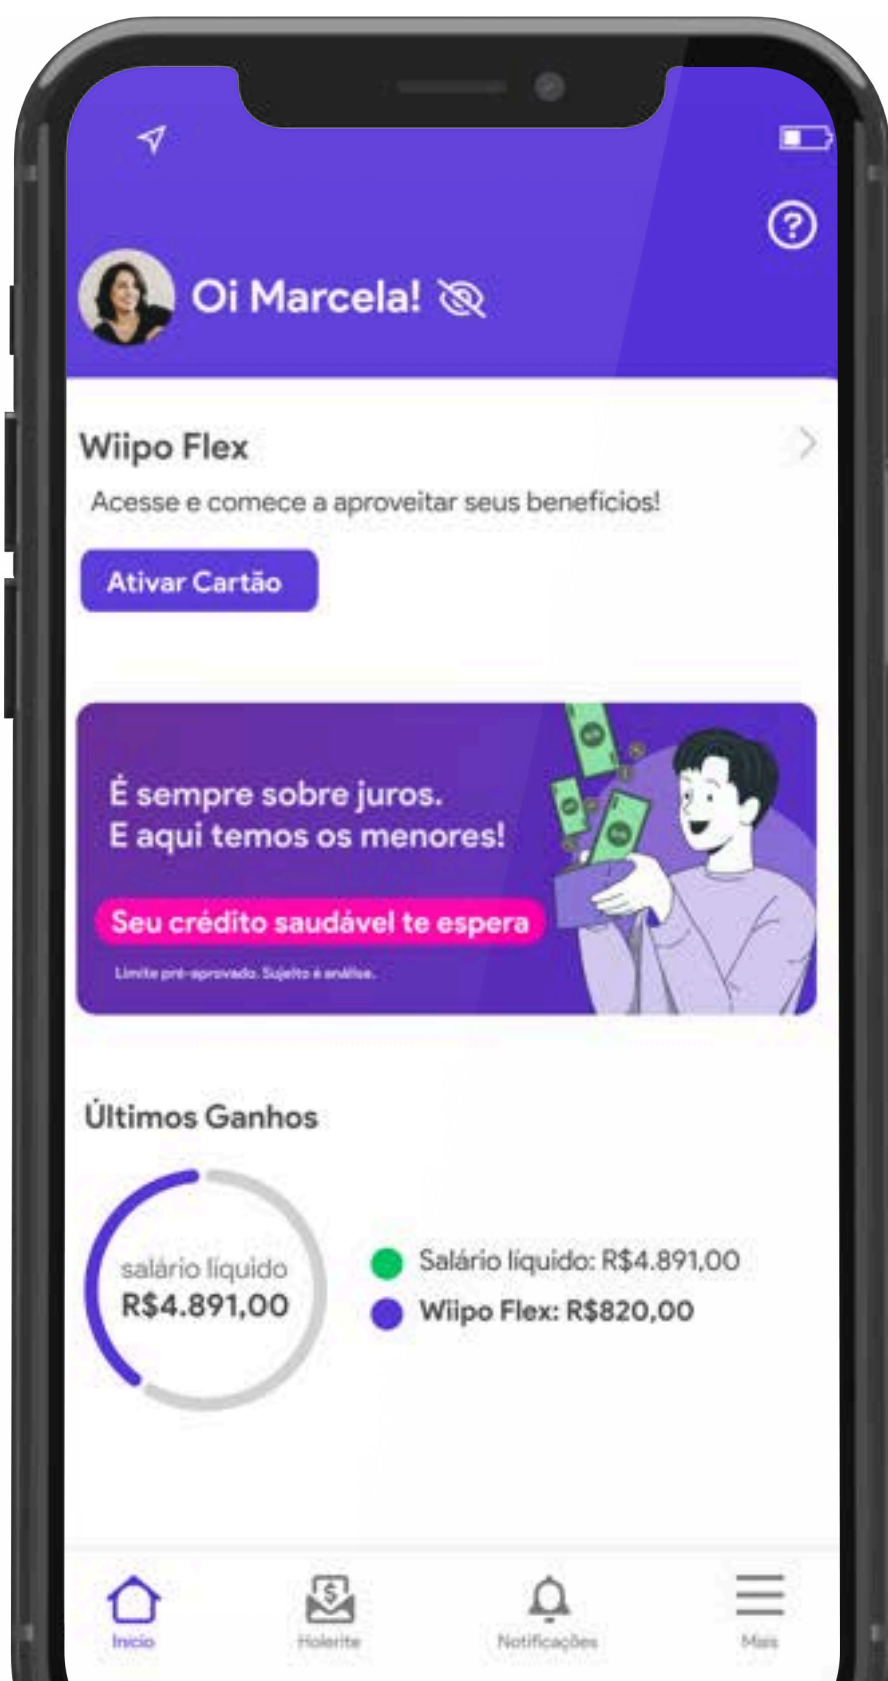 Oi Marcela!
Wiipo Flex
Acesse e comece a aproveitar seus benefícios!
Ativar Cartão
É sempre sobre juros.
E aqui temos os menores!
Seu crédito saudável te espera
Limite pré-aprovado. Sujeito à análise.
Últimos Ganhos
salário líquido
R$4.891,00
Salário líquido: R$4.891,00
Wiipo Flex: R$820,00
Início
Holerite
Notificações
Mais